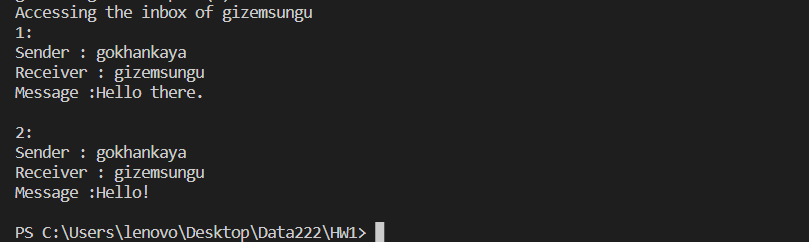 Accessing the inbox of gizemsungu
1:
Sender : gokhankaya
Receiver : gizemsungu
Message :Hello there.
2:
Sender : gokhankaya
Receiver : gizemsungu
Message :Hello!
PS C:\Users\lenovo\Desktop\Data222\HW1>